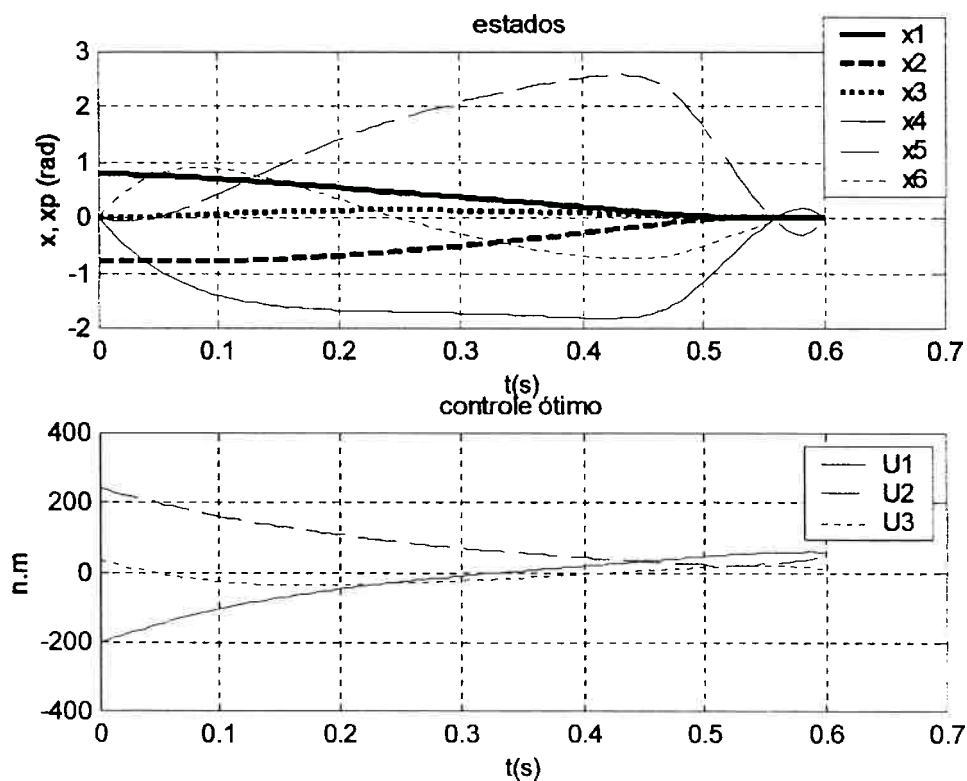 estados
x, xp (rad)
3
2
1
0
-1
-2
0
0.1
0.2
0.3
0.4
0.5
0.6
0.7
t(s)
x1
x2
x3
x4
x5
x6
controle ótimo
n.m
400
200
0
-200
-400
0
0.1
0.2
0.3
0.4
0.5
0.6
0.7
t(s)
U1
U2
U3